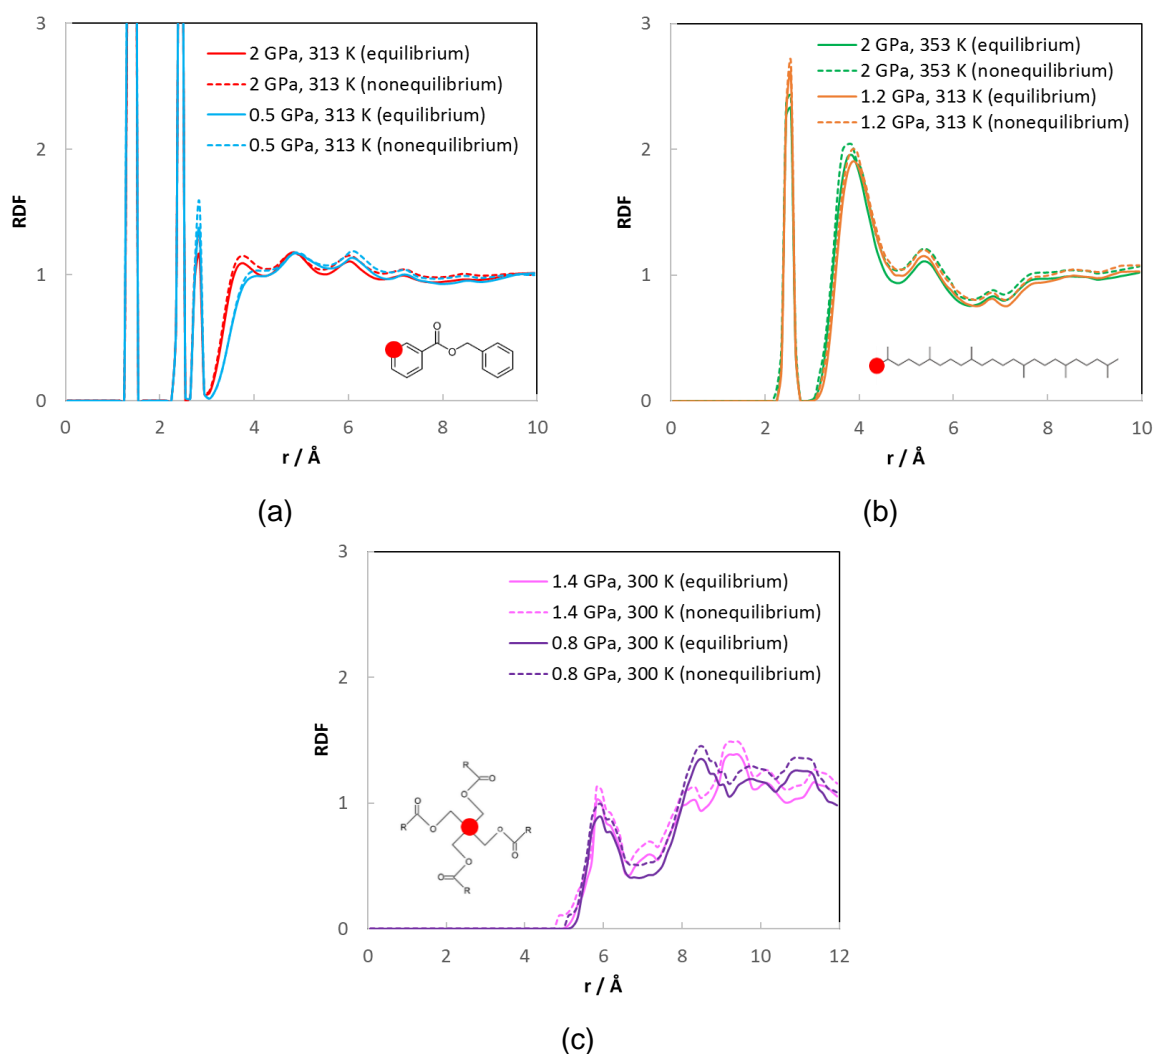 3
2 GPa, 313 K (equilibrium)
2 GPa, 313 K (nonequilibrium)
0.5 GPa, 313 K (equilibrium)
0.5 GPa, 313 K (nonequilibrium)
2
RDF
1
O
O
0
0 2 4 6 8 10
r / Å
(a)
3
2 GPa, 353 K (equilibrium)
2 GPa, 353 K (nonequilibrium)
1.2 GPa, 313 K (equilibrium)
1.2 GPa, 313 K (nonequilibrium)
2
RDF
1
0
0 2 4 6 8 10
r / Å
(b)
3
1.4 GPa, 300 K (equilibrium)
1.4 GPa, 300 K (nonequilibrium)
0.8 GPa, 300 K (equilibrium)
0.8 GPa, 300 K (nonequilibrium)
2
RDF
1
R
O
O
O
R
O
O
R
O
O
O
R
0
0 2 4 6 8 10 12
r / Å
(c)